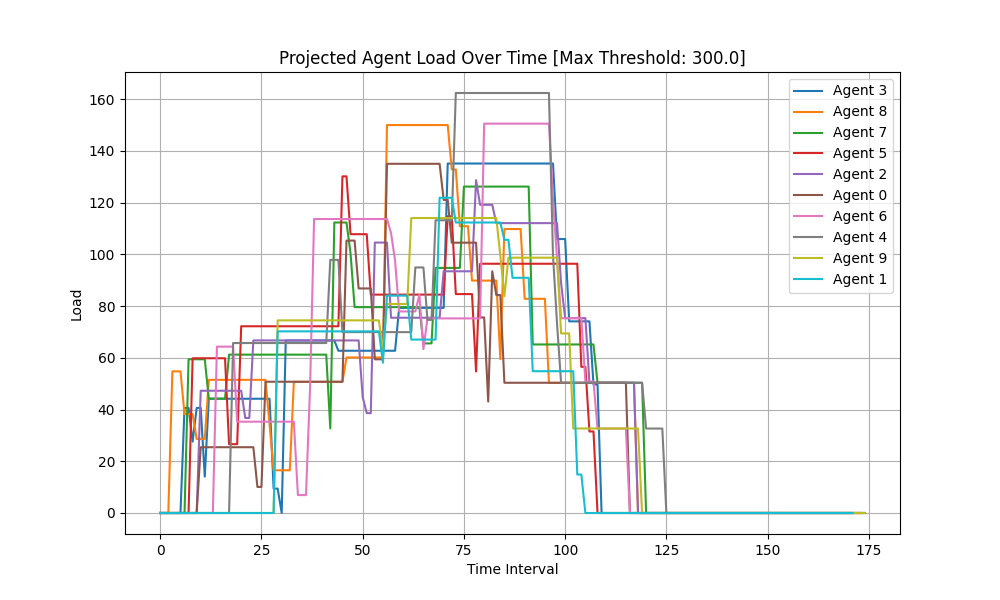 Projected Agent Load Over Time [Max Threshold: 300.0]
Load
160
140
120
100
80
60
40
20
0
0 25 50 75 100 125 150 175
Time Interval
Agent 3
Agent 8
Agent 7
Agent 5
Agent 2
Agent 0
Agent 6
Agent 4
Agent 9
Agent 1